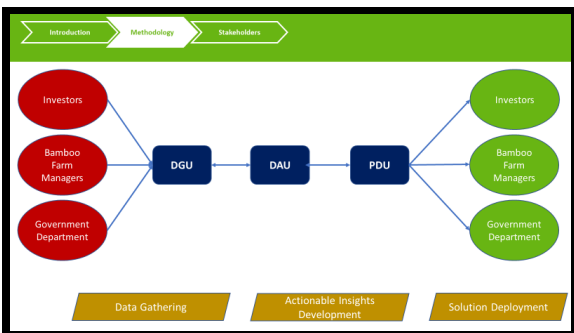 Introduction
Methodology
Stakeholders
Investors
Investors
Bamboo
Farm
Managers
DGU
DAU
PDU
Bamboo
Farm
Managers
Government
Department
Government
Department
Data Gathering
Actionable Insights
Development
Solution Deployment